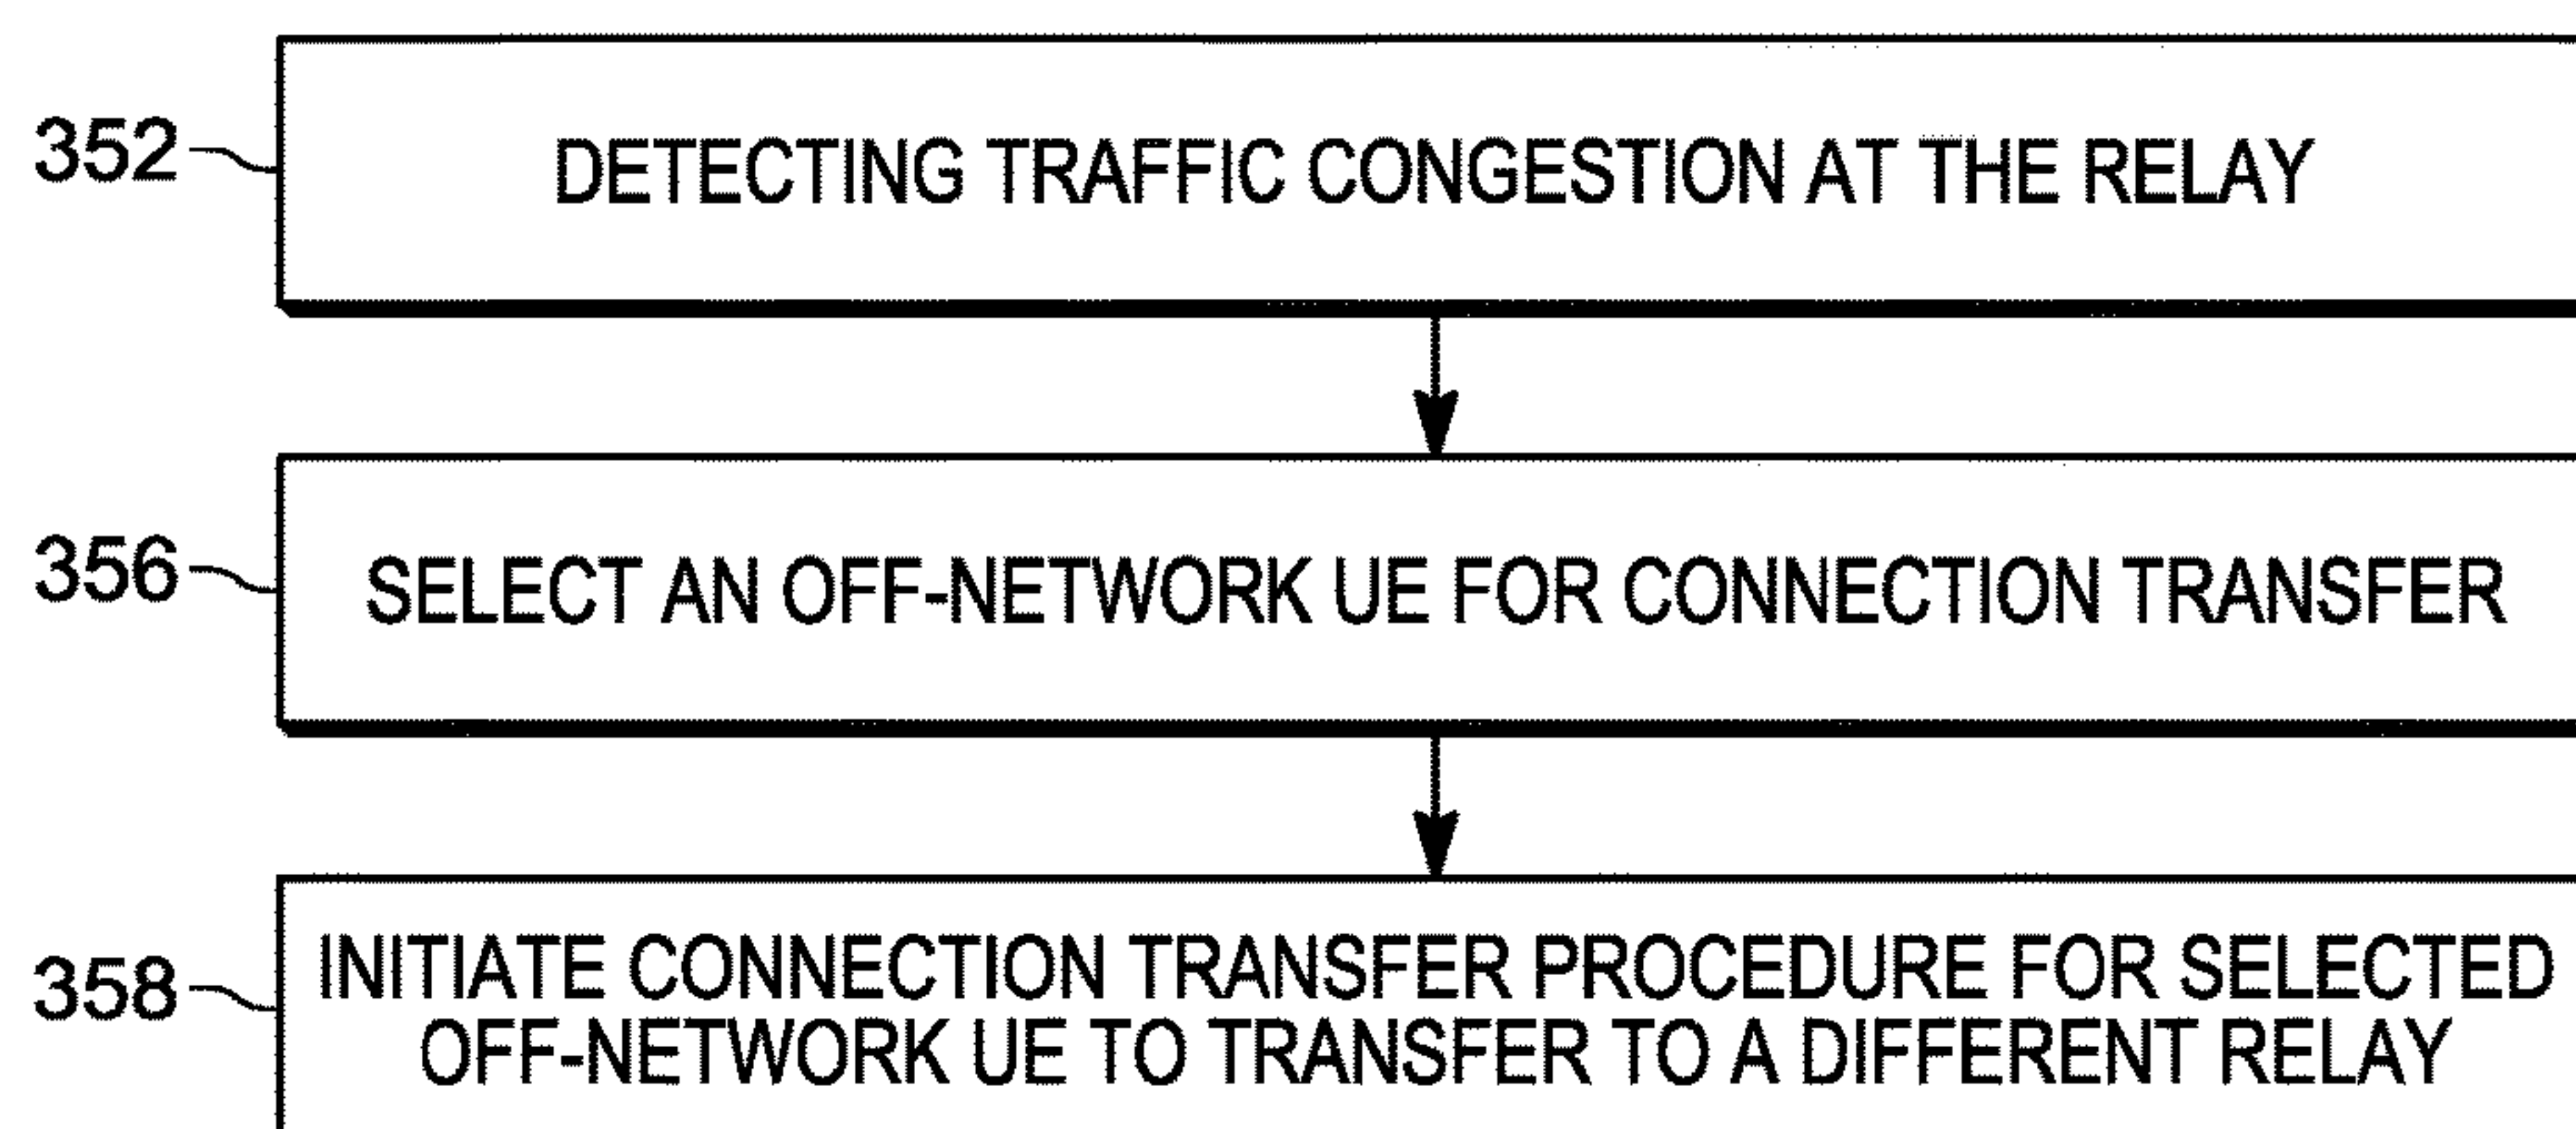 352
DETECTING TRAFFIC CONGESTION AT THE RELAY
356
SELECT AN OFF-NETWORK UE FOR CONNECTION TRANSFER
358
INITIATE CONNECTION TRANSFER PROCEDURE FOR SELECTED
OFF-NETWORK UE TO TRANSFER TO A DIFFERENT RELAY